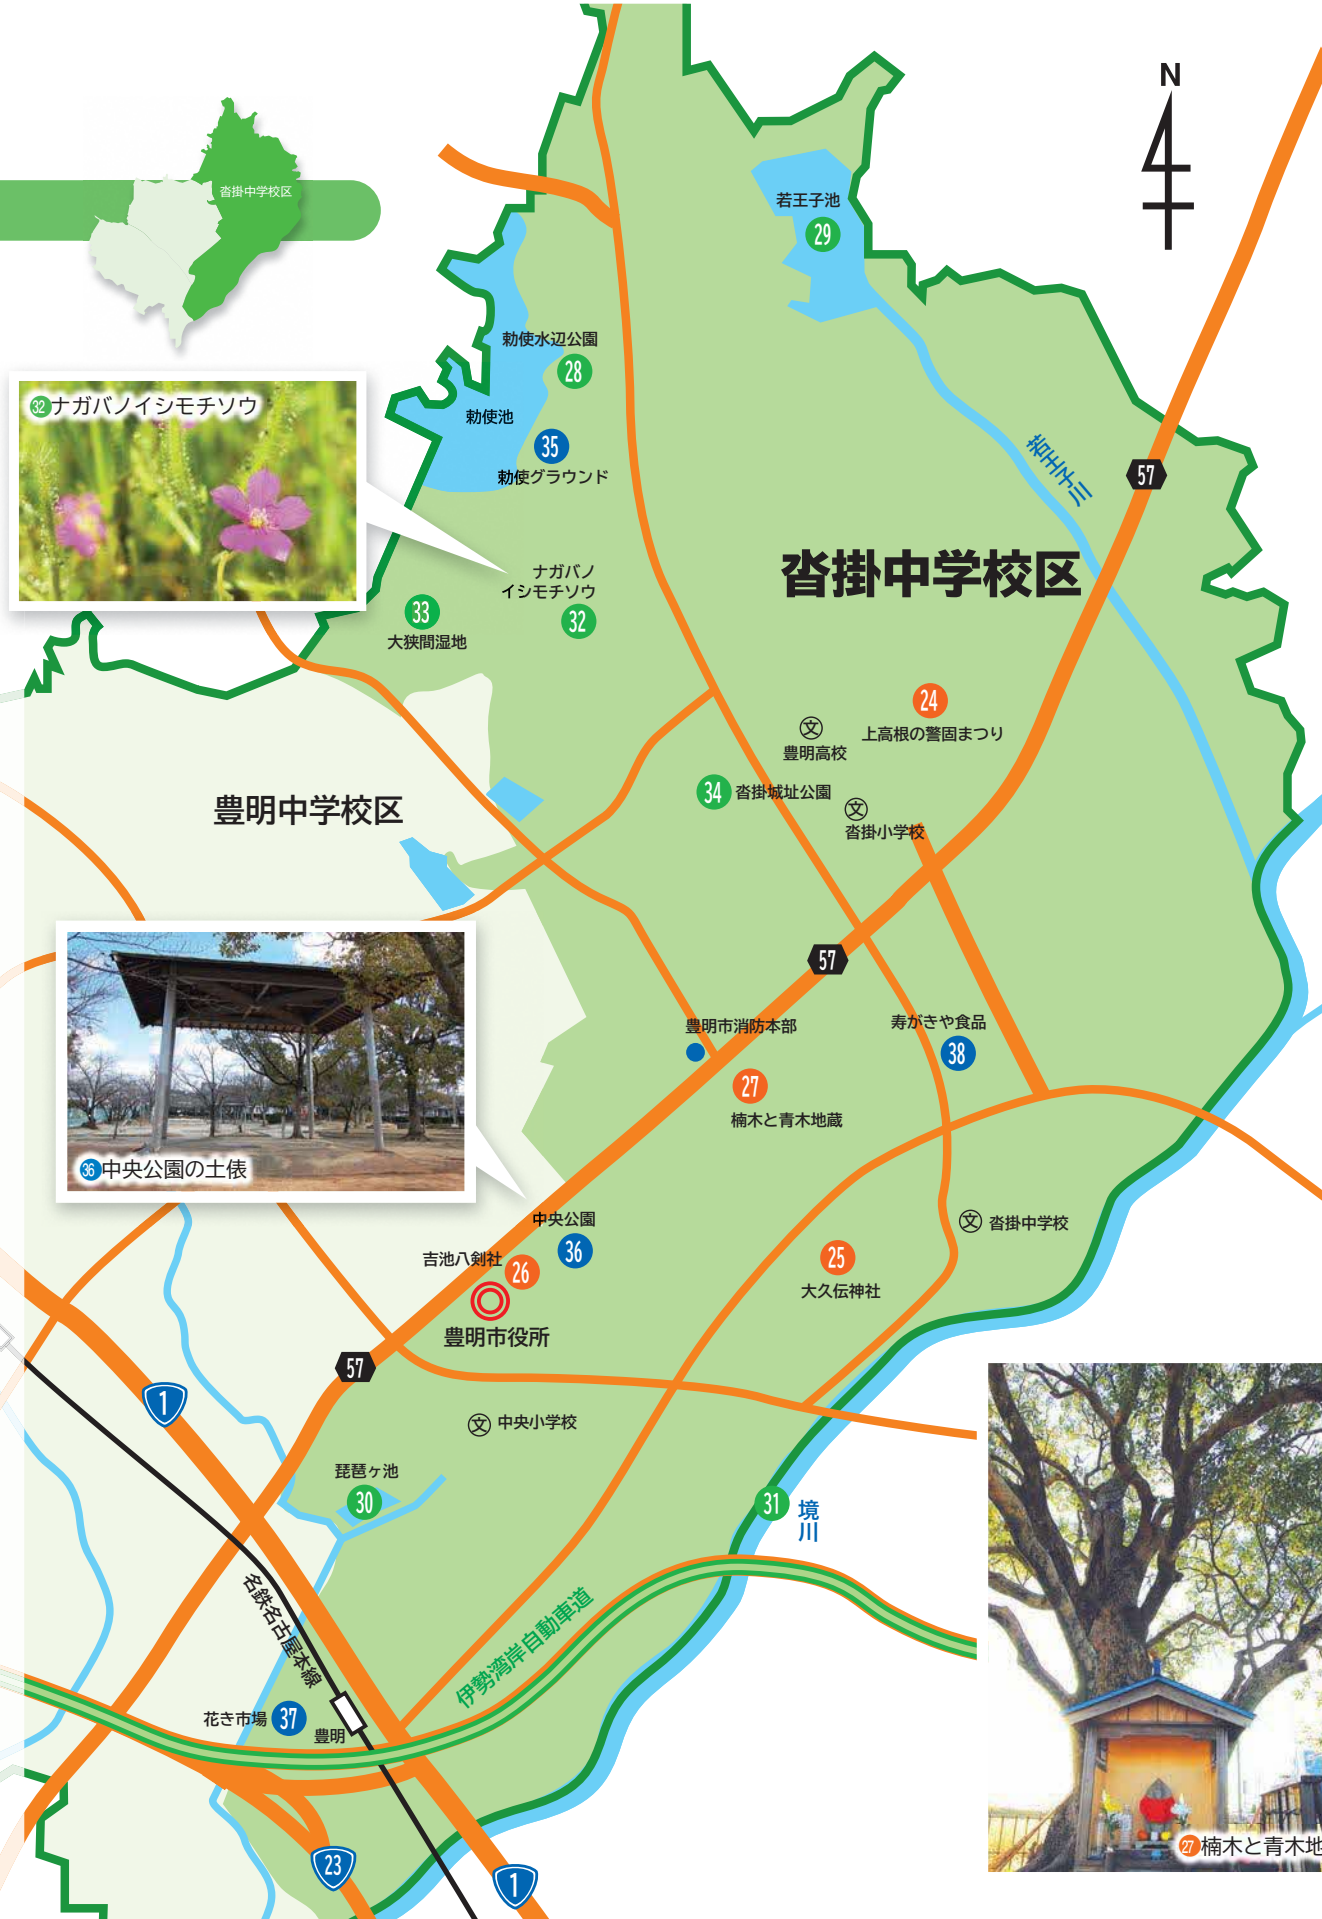 N
沓掛中学校区
若王子池
29
勅使水辺公園
28
32 ナガバノイシモチソウ
勅使池
35
勅使グラウンド
若王子川
57
沓掛中学校区
ナガバノ
イシモチソウ
32
33
大狭間湿地
24
上高根の警固まつり
文
豊明高校
34 沓掛城址公園
文
沓掛小学校
豊明中学校区
57
豊明市消防本部
寿がきや食品
38
27
楠木と青木地蔵
36 中央公園の土俵
中央公園
36
吉池八剣社
26
豊明市役所
文 沓掛中学校
25
大久伝神社
57
1
文 中央小学校
琵琶ヶ池
30
31 境川
名鉄名古屋本線
伊勢湾岸自動車道
花き市場 37
豊明
27 楠木と青木地
23
1